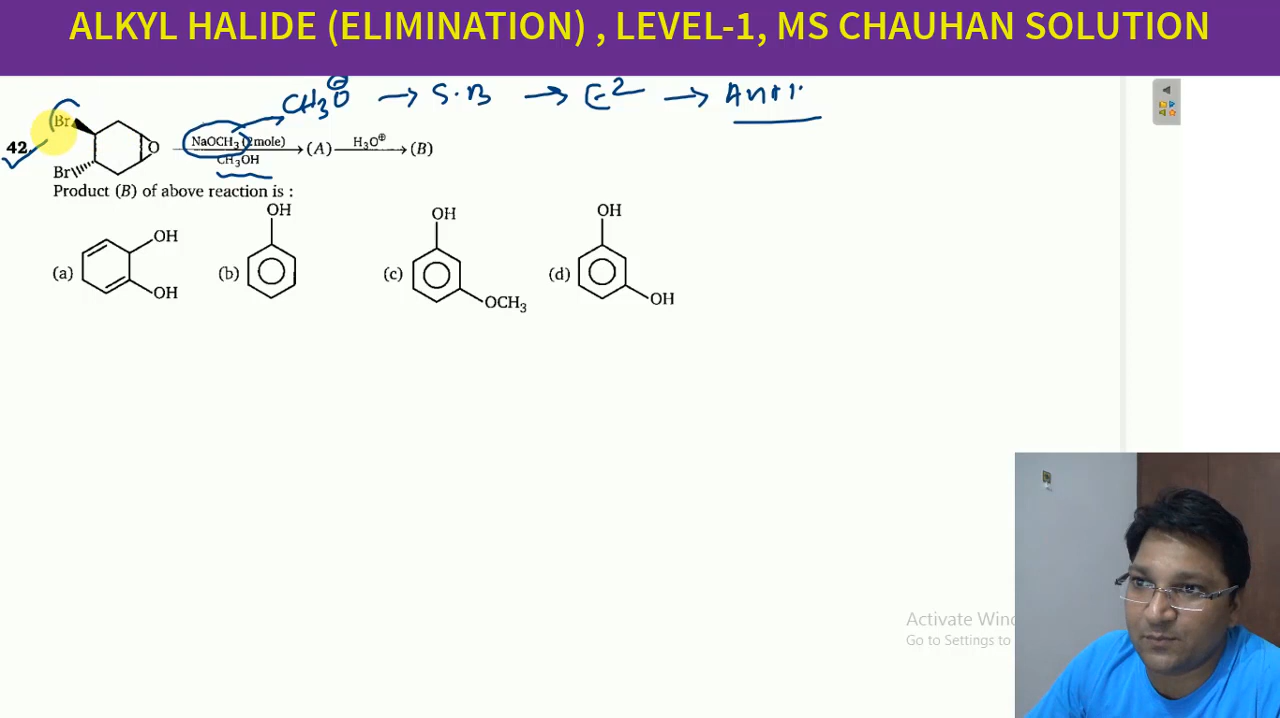 ALKYL HALIDE (ELIMINATION) , LEVEL-1, MS CHAUHAN SOLUTION
CH₃O⊖ → S.B → E2 → Anti
Br
42. NaOCH₃ (2mole) O → (A) H₃O⊕ → (B)
CH₃OH
Br
Product (B) of above reaction is :
OH OH OH OH
(a) (b) (c) (d)
OH OCH₃ OH
Activate Wind
Go to Settings to